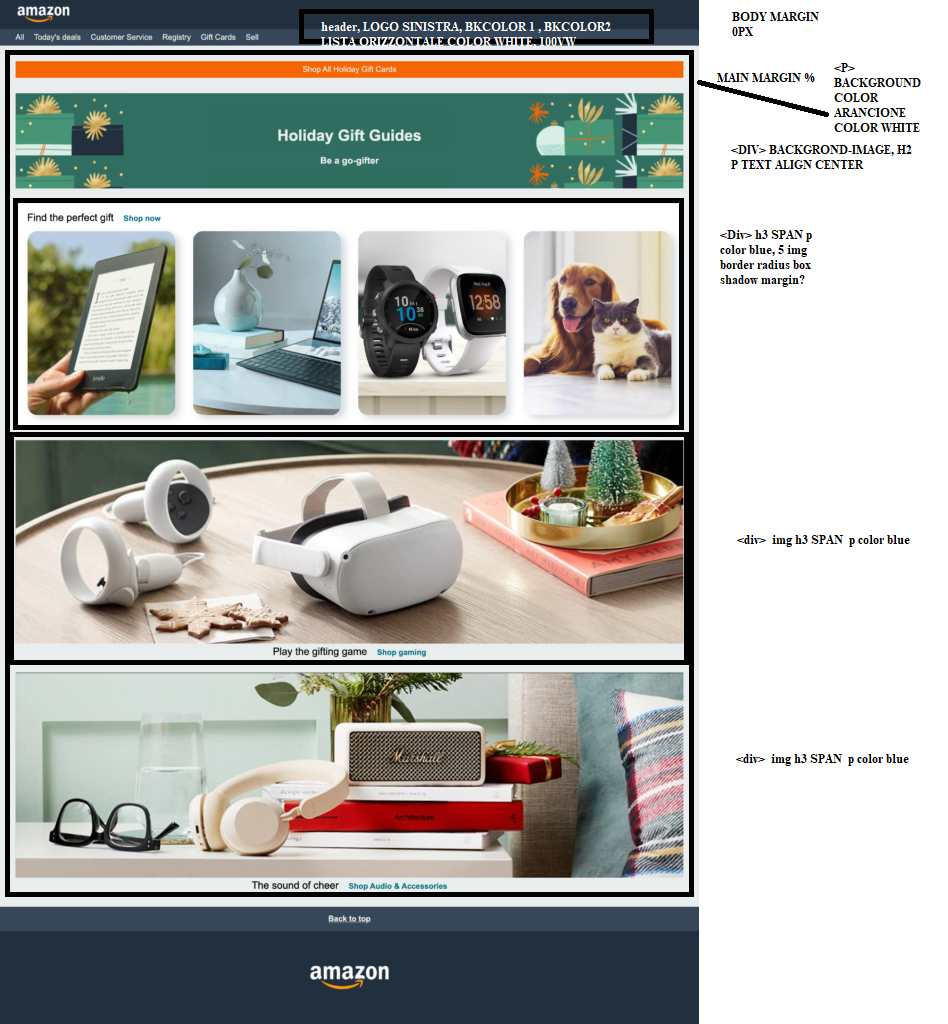 amazon
header, LOGO SINISTRA, BKCOLOR 1 , BKCOLOR2
LISTA ORIZZONTALE COLOR WHITE, 100VW
All Today's deals Customer Service Registry Gift Cards Sell
BODY MARGIN
0PX
Shop All Holiday Gift Cards
MAIN MARGIN %
<P>
BACKGROUND
COLOR
ARANCIONE
COLOR WHITE
Holiday Gift Guides
Be a go-gifter
<DIV> BACKGROND-IMAGE, H2
P TEXT ALIGN CENTER
Find the perfect gift Shop now
<Div> h3 SPAN p
color blue, 5 img
border radius box
shadow margin?
kindle
10
10
38
12:58
Play the gifting game Shop gaming
<div> img h3 SPAN p color blue
Marshall
Architecture
The sound of cheer Shop Audio & Accessories
<div> img h3 SPAN p color blue
Back to top
amazon